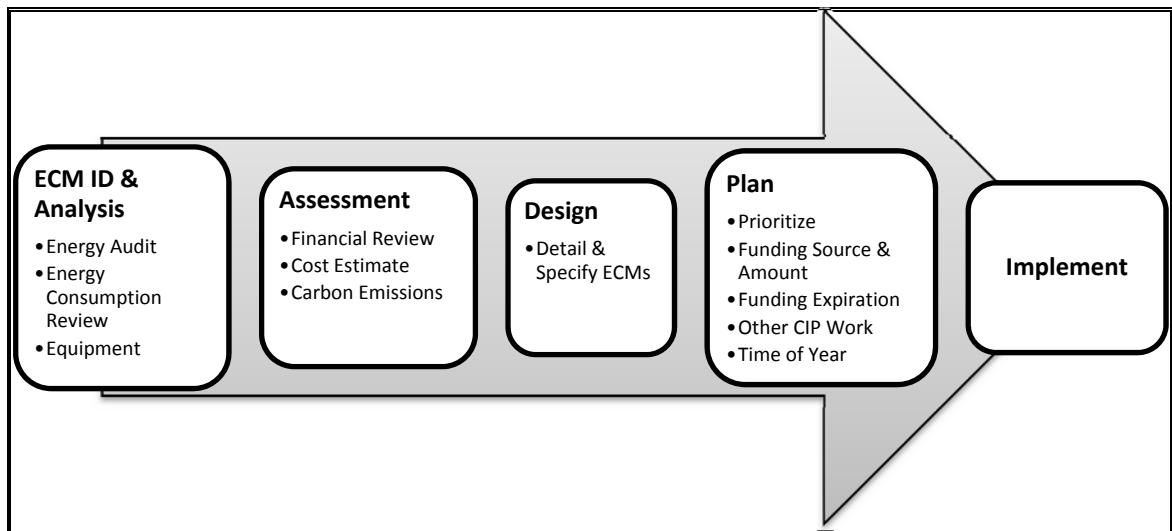 ECM ID &
Analysis
•Energy Audit
•Energy
Consumption
Review
•Equipment
Assessment
•Financial Review
•Cost Estimate
•Carbon Emissions
Design
•Detail &
Specify ECMs
Plan
•Prioritize
•Funding Source &
Amount
•Funding Expiration
•Other CIP Work
•Time of Year
Implement